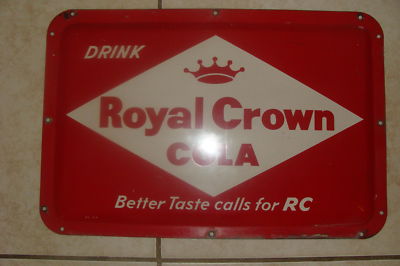 DRINK
Royal Crown
COLA
Better Taste calls for RC